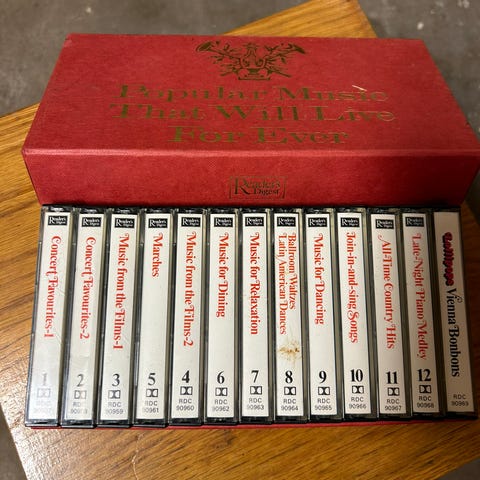 Popular Music
That Will Live
For Ever
Reader's
Digest
Reader's
Digest
Concert Favourites-1
1
RDC
Reader's
Digest
Concert Favourites-2
2
RDC
90958
Reader's
Digest
Music from the Films-1
3
RDC
90959
Reader's
Digest
Marches
5
RDC
90961
Reader's
Digest
Music from the Films-2
4
RDC
90960
Reader's
Digest
Music for Dining
6
RDC
90962
Reader's
Digest
Music for Relaxation
7
RDC
90963
Reader's
Digest
Ballroom Waltzes
Latin American Dances
8
RDC
90964
Reader's
Digest
Music for Dancing
9
RDC
90965
Reader's
Digest
Join-in-and-sing Songs
10
RDC
90966
Reader's
Digest
All-Time Country Hits
11
RDC
90967
Reader's
Digest
Late-Night Piano Medley
12
RDC
90968
Lollipops Vienna Bonbons
RDC
90969